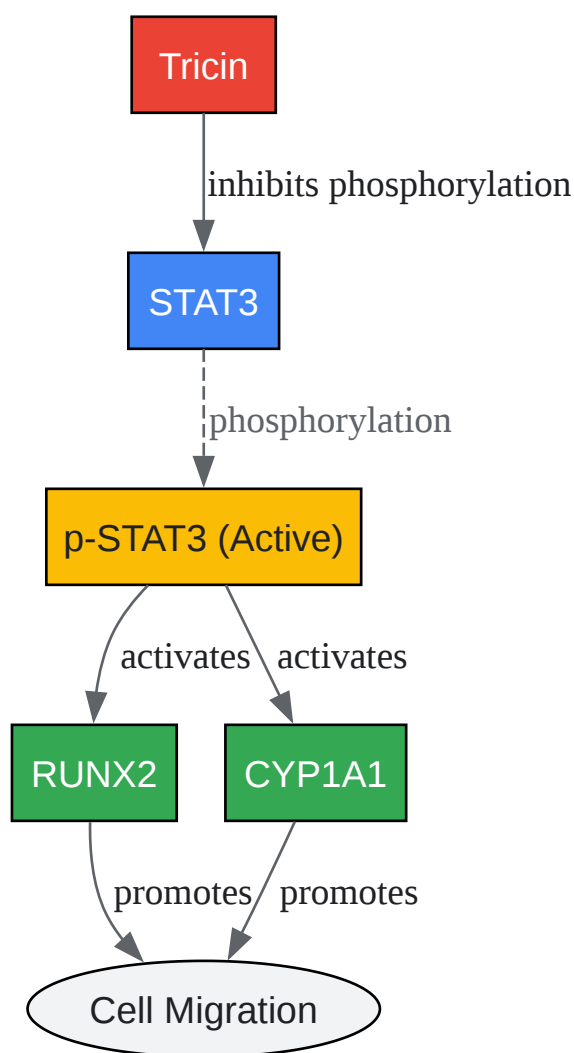 Tricin
inhibits phosphorylation
STAT3
phosphorylation
p-STAT3 (Active)
activates
activates
RUNX2
CYP1A1
promotes
promotes
Cell Migration